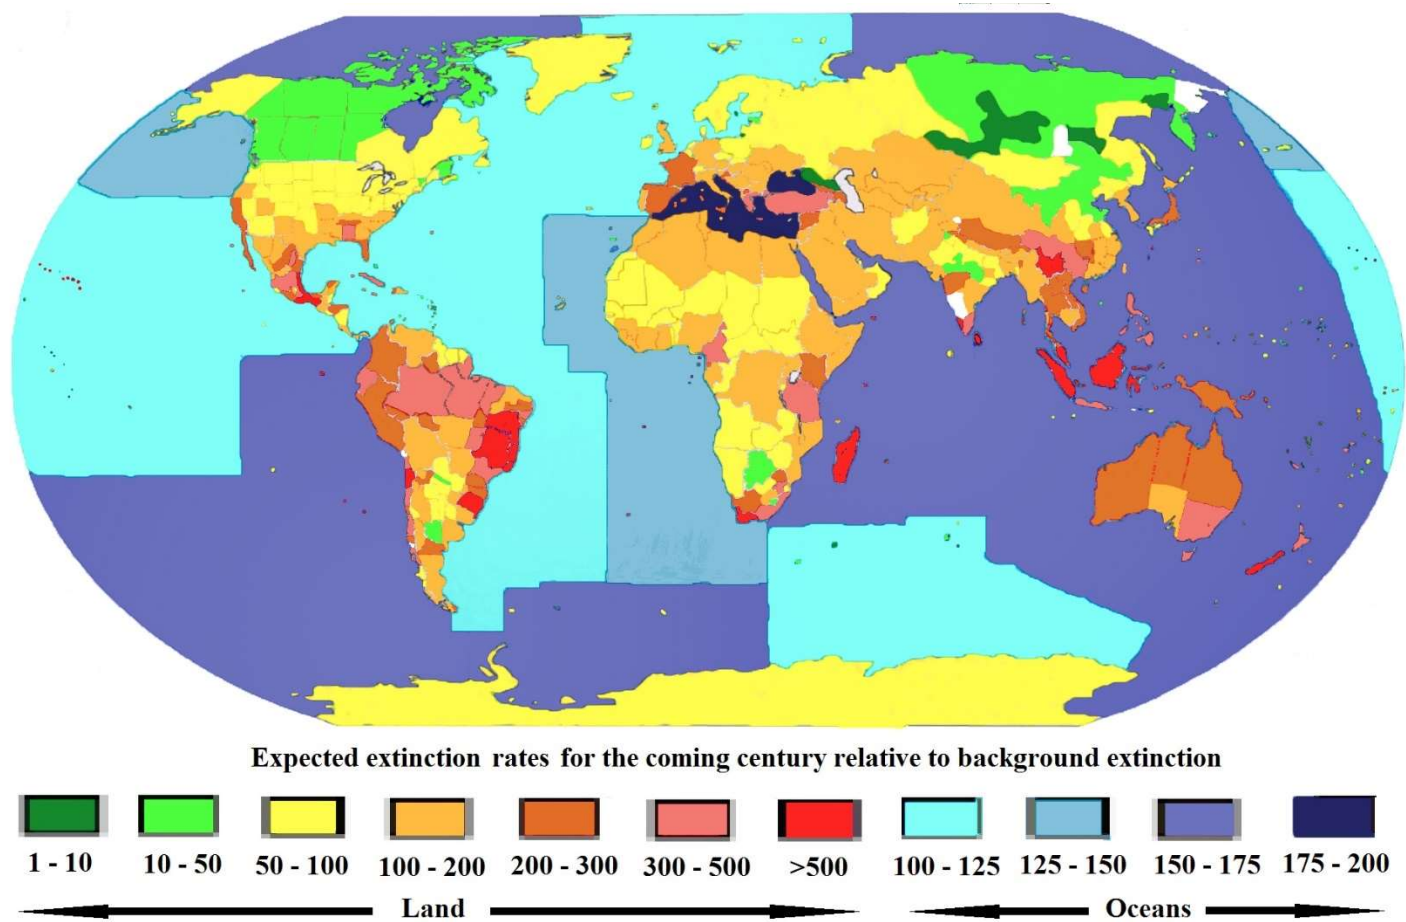 Expected extinction rates for the coming century relative to background extinction
1 - 10 10 - 50 50 - 100 100 - 200 200 - 300 300 - 500 >500 100 - 125 125 - 150 150 - 175 175 - 200
Land Oceans